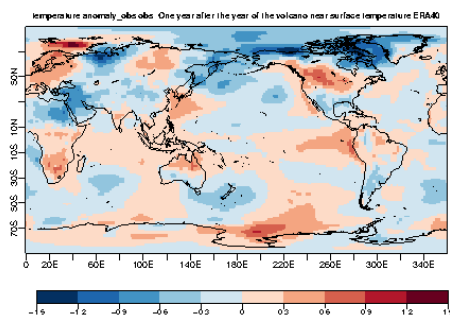 temperature anomaly_obs obs One year after the year of the volcano near surface temperature ERA40
50N
10N
10S
30S
50S
70S
0 20E 60E 100E 140E 180E 220E 260E 300E 340E
-1.5 -1.2 -0.9 -0.6 -0.3 0 0.3 0.6 0.9 1.2 1.5